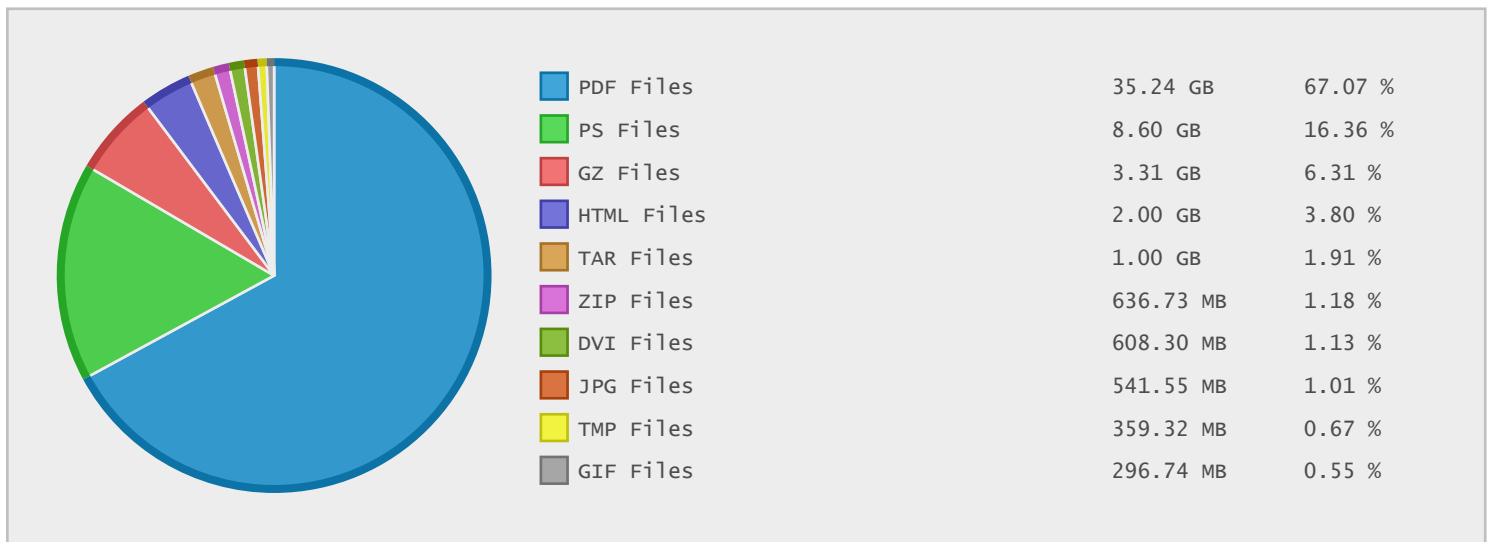 PDF Files 35.24 GB 67.07 %
PS Files 8.60 GB 16.36 %
GZ Files 3.31 GB 6.31 %
HTML Files 2.00 GB 3.80 %
TAR Files 1.00 GB 1.91 %
ZIP Files 636.73 MB 1.18 %
DVI Files 608.30 MB 1.13 %
JPG Files 541.55 MB 1.01 %
TMP Files 359.32 MB 0.67 %
GIF Files 296.74 MB 0.55 %